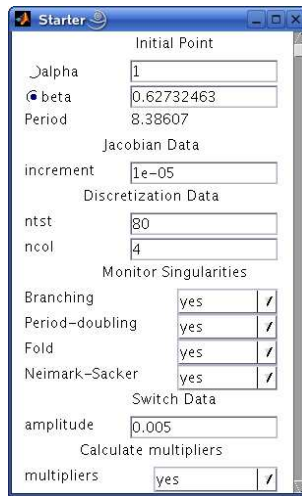 Starter
Initial Point
alpha 1
beta 0.62732463
Period 8.38607
Jacobian Data
increment 1e-05
Discretization Data
ntst 80
ncol 4
Monitor Singularities
Branching yes
Period-doubling yes
Fold yes
Neimark-Sacker yes
Switch Data
amplitude 0.005
Calculate multipliers
multipliers yes